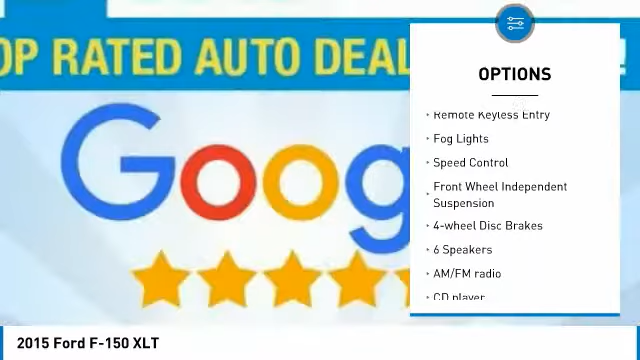 OP RATED AUTO DEAL
!
Goog
OPTIONS
Remote Keyless Entry
Fog Lights
Speed Control
Front Wheel Independent
Suspension
4-wheel Disc Brakes
6 Speakers
AM/FM radio
CD player
2015 Ford F-150 XLT